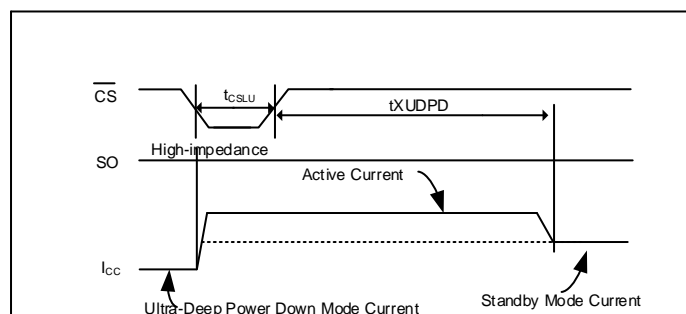 CS
tCSLU
tXUDPD
High-impedance
SO
Active Current
ICC
Standby Mode Current
Ultra-Deep Power Down Mode Current